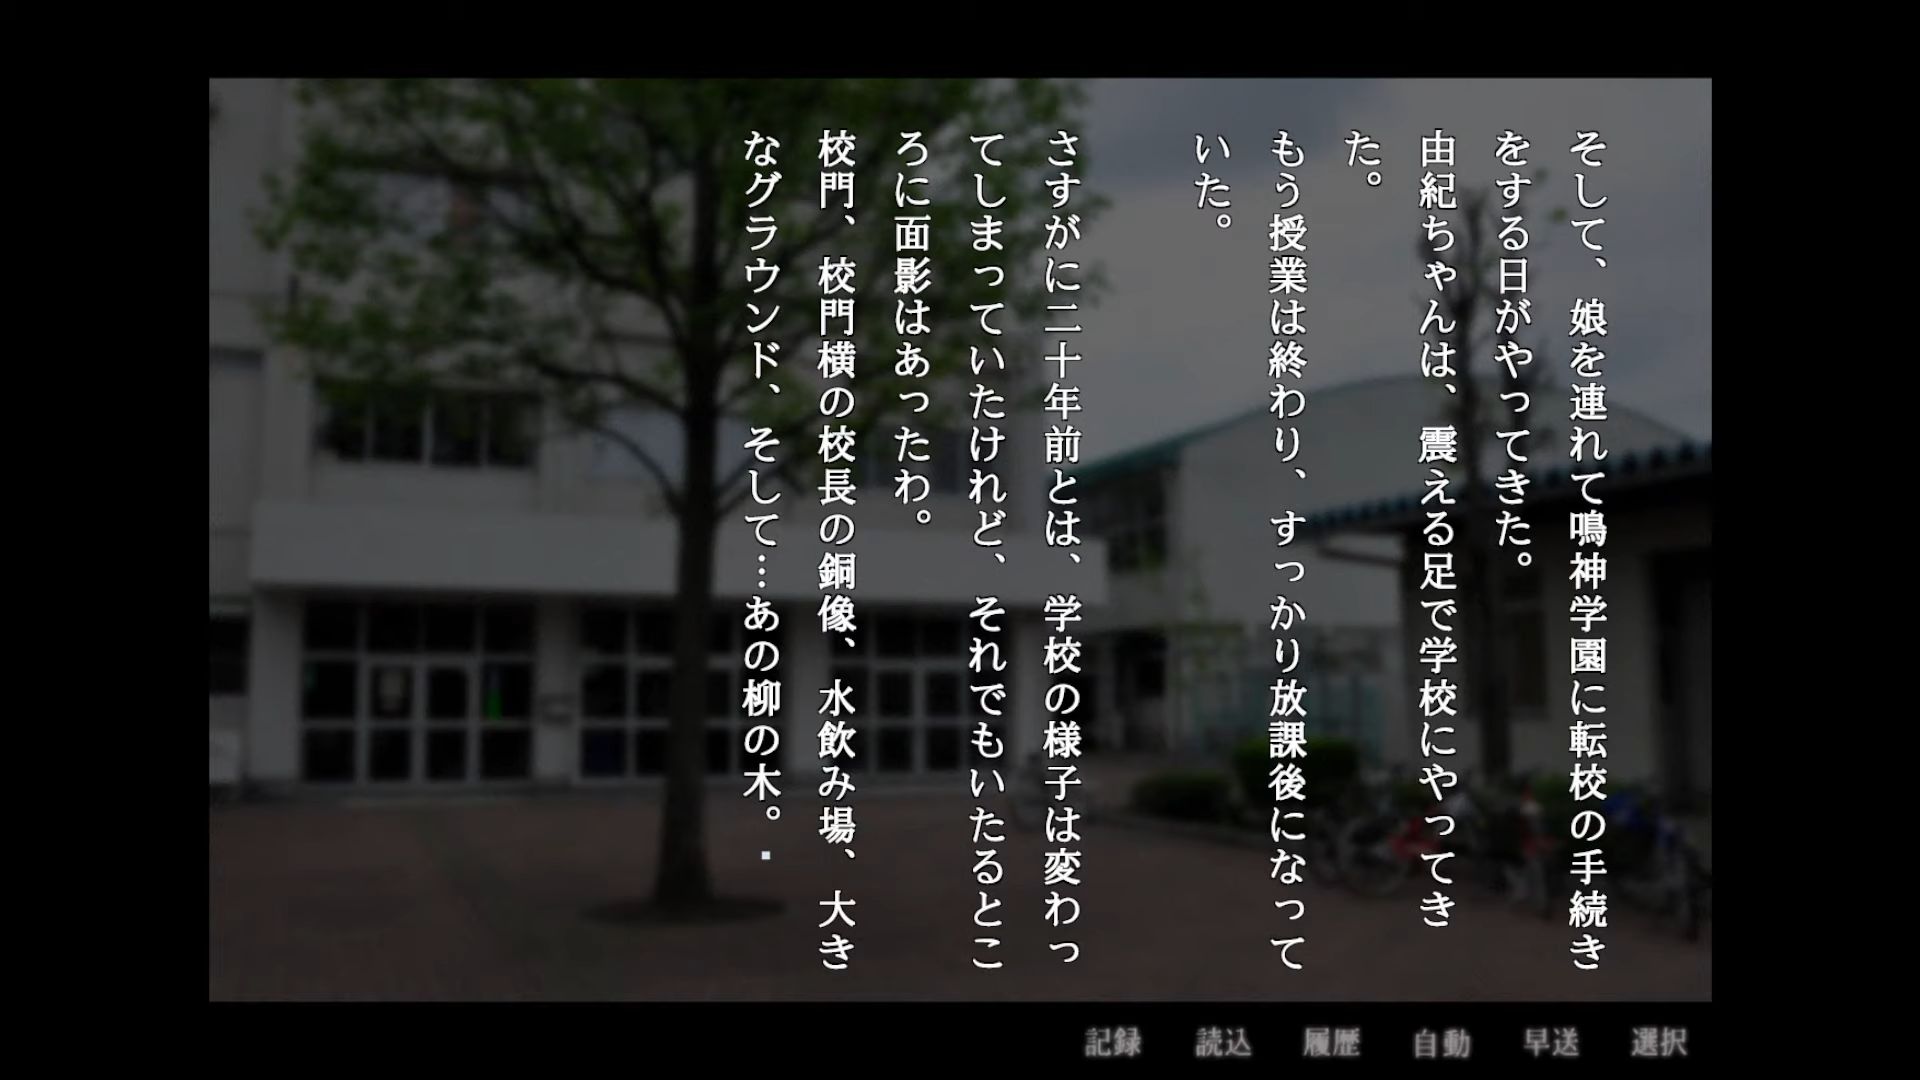 そして、娘を連れて鳴神学園に転校の手続き
をする日がやってきた。
由紀ちゃんは、震える足で学校にやってき
た。
もう授業は終わり、すっかり放課後になって
いた。
さすがに二十年前とは、学校の様子は変わっ
てしまっていたけれど、それでもいたるとこ
ろに面影はあったわ。
校門、校門横の校長の銅像、水飲み場、大き
なグラウンド、そして…あの柳の木。
記録 読込 履歴 自動 早送 選択